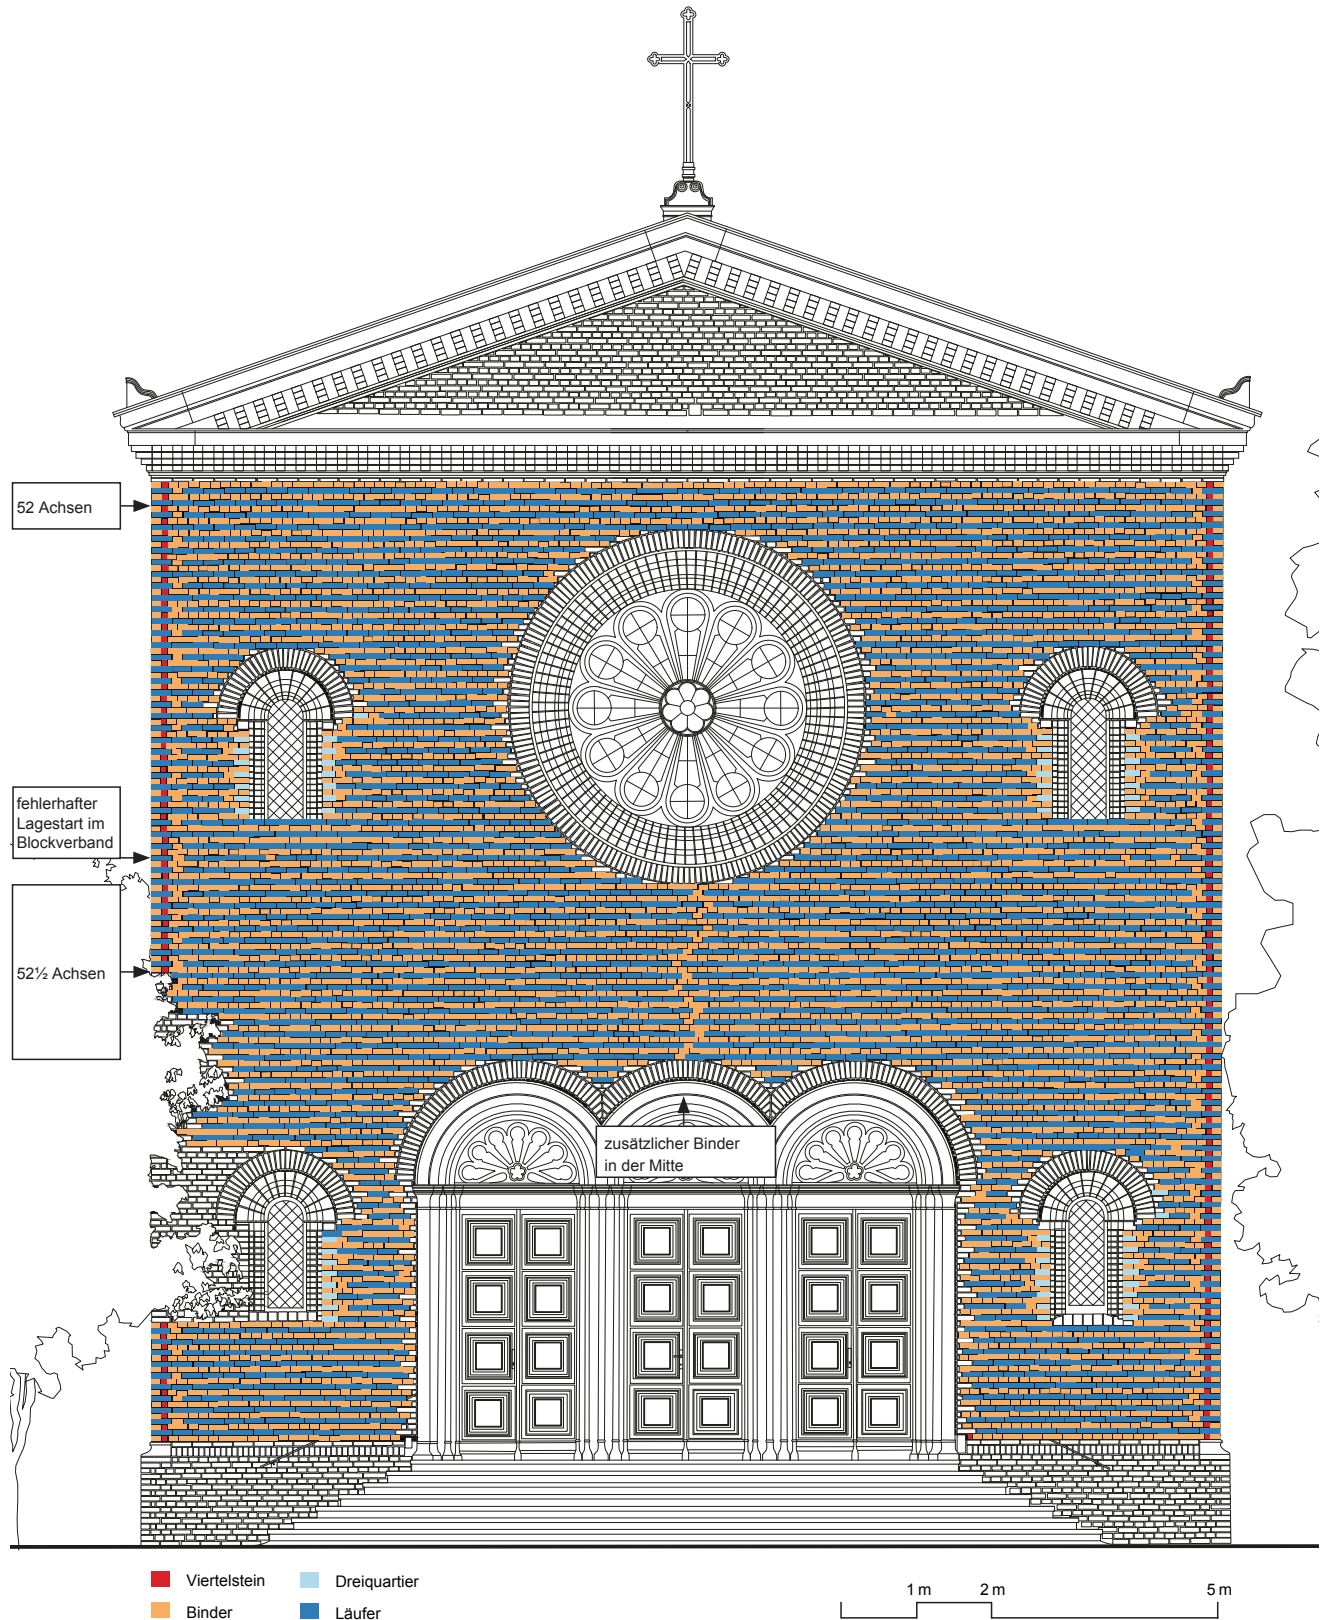 52 Achsen
fehlerhafter
Lagestart im
Blockverband
52½ Achsen
zusätzlicher Binder
in der Mitte
Viertelstein
Dreiquartier
Binder
Läufer
1 m
2 m
5 m